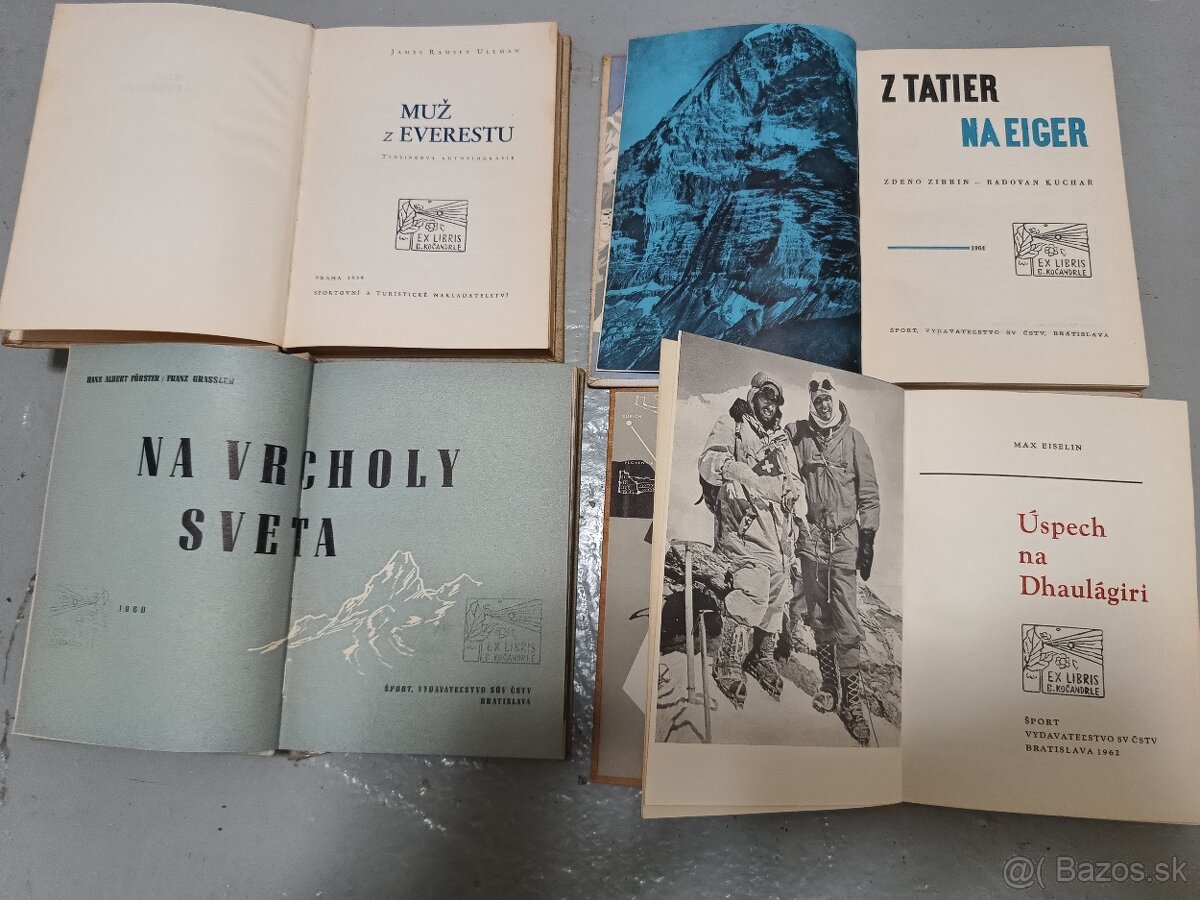 JAMES RAMSEY ULLMAN
MUŽ
z EVERESTU
TENZINGOVA AUTOBIOGRAFIE
EX LIBRIS
B. KOČANDRLE
PRAHA 1959
SPORTOVNÍ A TURISTICKÉ NAKLADATELSTVÍ
Z TATIER
NA EIGER
ZDENO ZIBRIN – RADOVAN KUCHAŘ
1964
EX LIBRIS
B. KOČANDRLE
ŠPORT, VYDAVATEĽSTVO SV ČSTV, BRATISLAVA
HANS ALBERT FÖRSTER / FRANZ GRASSLER
NA VRCHOLY
SVETA
1960
EX LIBRIS
B. KOČANDRLE
ŠPORT, VYDAVATEĽSTVO SÚV ČSTV
BRATISLAVA
ZÜRICH
MAX EISELIN
Úspech
na
Dhaulágiri
EX LIBRIS
B. KOČANDRLE
ŠPORT
VYDAVATEĽSTVO SV ČSTV
BRATISLAVA 1962
@( Bazos.sk